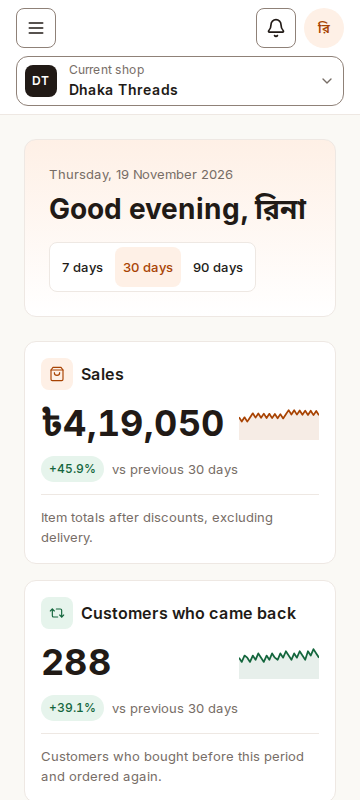 রি
DT
Current shop
Dhaka Threads
Thursday, 19 November 2026
Good evening, রিনা
7 days
30 days
90 days
Sales
৳4,19,050
+45.9%
vs previous 30 days
Item totals after discounts, excluding
delivery.
Customers who came back
288
+39.1%
vs previous 30 days
Customers who bought before this period
and ordered again.